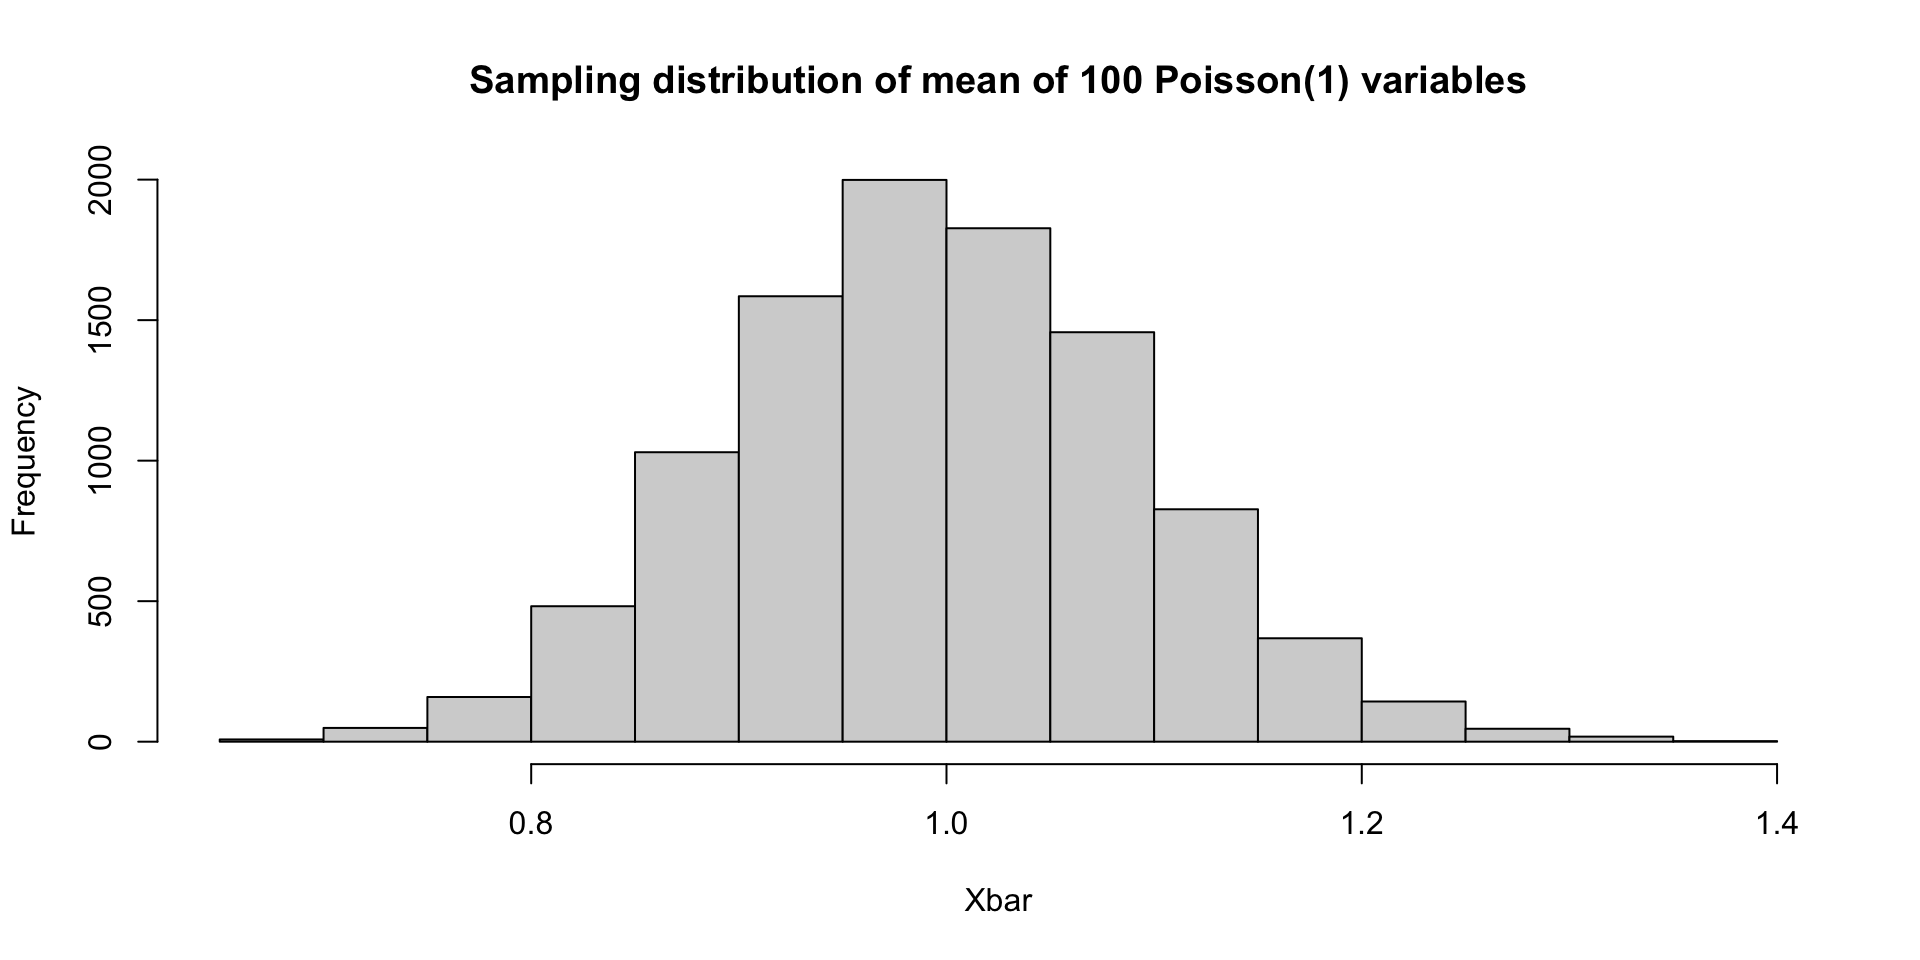 Sampling distribution of mean of 100 Poisson(1) variables
2000
1500
1000
500
0
Frequency
0.8 1.0 1.2 1.4
Xbar